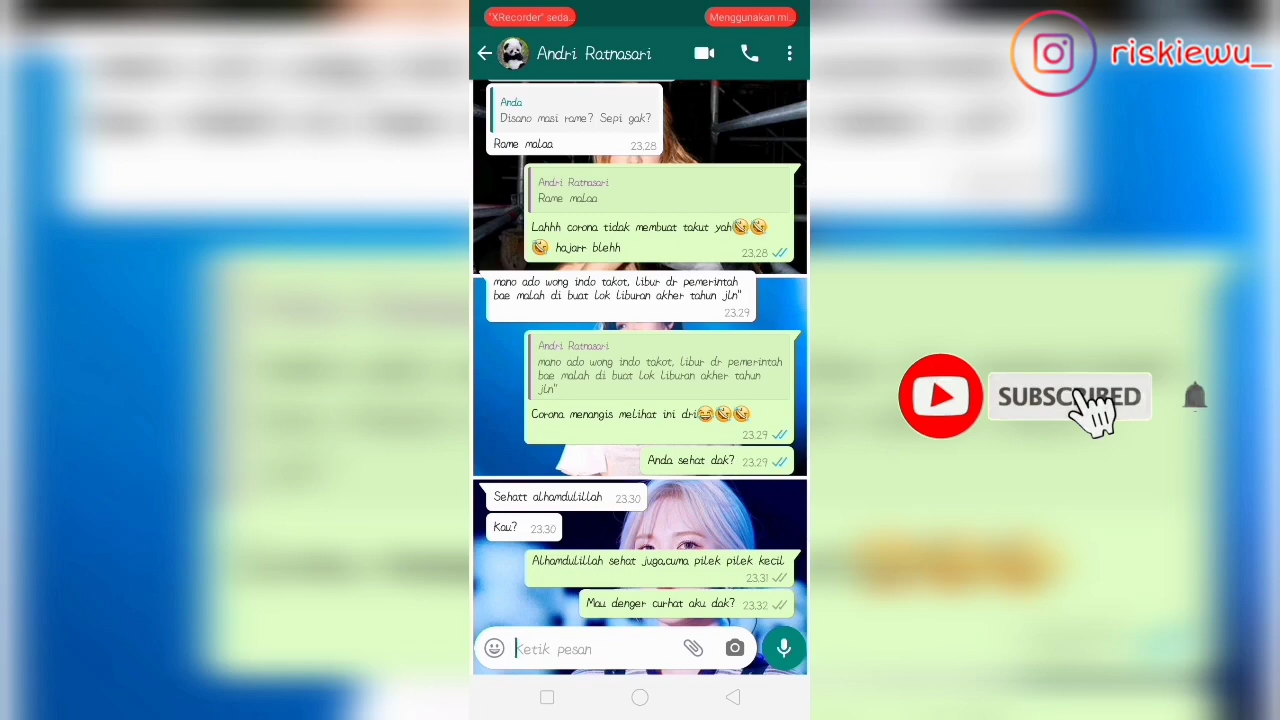 "XRecorder" seda...
Menggunakan mi...
riskiewu_
Andri Ratnasari
Anda
Disano masi rame? Sepi gak?
Rame malaa
23.28
Andri Ratnasari
Rame malaa
Lahhh corona tidak membuat takut yah🤣🤣
🤣 hajarr blehh
23.28
mano ado wong indo takot, libur dr pemerintah
bae malah di buat lok liburan akher tahun jln"
23.29
Andri Ratnasari
mano ado wong indo takot, libur dr pemerintah
bae malah di buat lok liburan akher tahun
jln"
Corona menangis melihat ini dri😂🤣🤣
23.29
Anda sehat dak? 23.29
SUBSCRIBED
Sehatt alhamdulillah 23.30
Kau? 23.30
Alhamdulillah sehat juga,cuma pilek pilek kecil
23.31
Mau denger curhat aku dak? 23.32
Ketik pesan